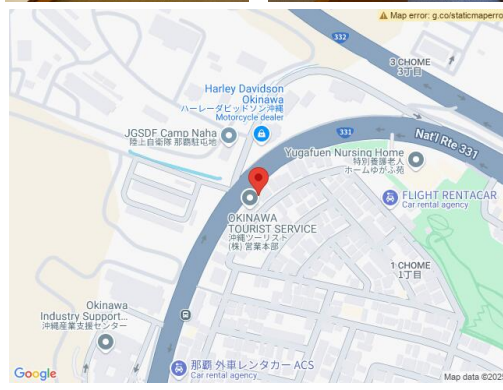 Map error: g.co/staticmaperro
332
3 CHOME
3丁目
Harley Davidson
Okinawa
ハーレーダビッドソン沖縄
Motorcycle dealer
JGSDF Camp Naha
陸上自衛隊 那覇駐屯地
331
Nat'l Rte 331
Yugafuen Nursing Home
特別養護老人
ホームゆがふ苑
FLIGHT RENTACAR
Car rental agency
OKINAWA
TOURIST SERVICE
沖縄ツーリスト
(株) 営業本部
1 CHOME
1丁目
Okinawa
Industry Support...
沖縄産業支援センター
那覇 外車レンタカー ACS
Car rental agency
Google
Map data ©202